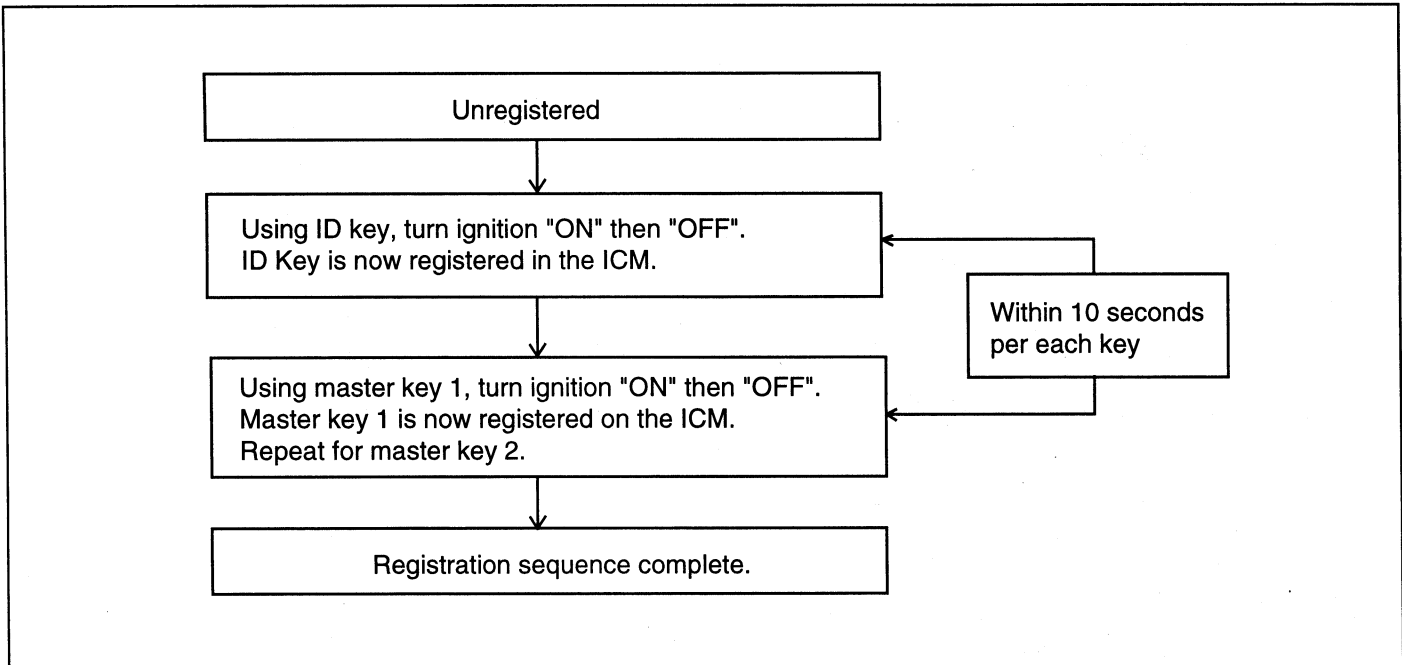 Unregistered
Using ID key, turn ignition "ON" then "OFF".
ID Key is now registered in the ICM.
Within 10 seconds
per each key
Using master key 1, turn ignition "ON" then "OFF".
Master key 1 is now registered on the ICM.
Repeat for master key 2.
Registration sequence complete.